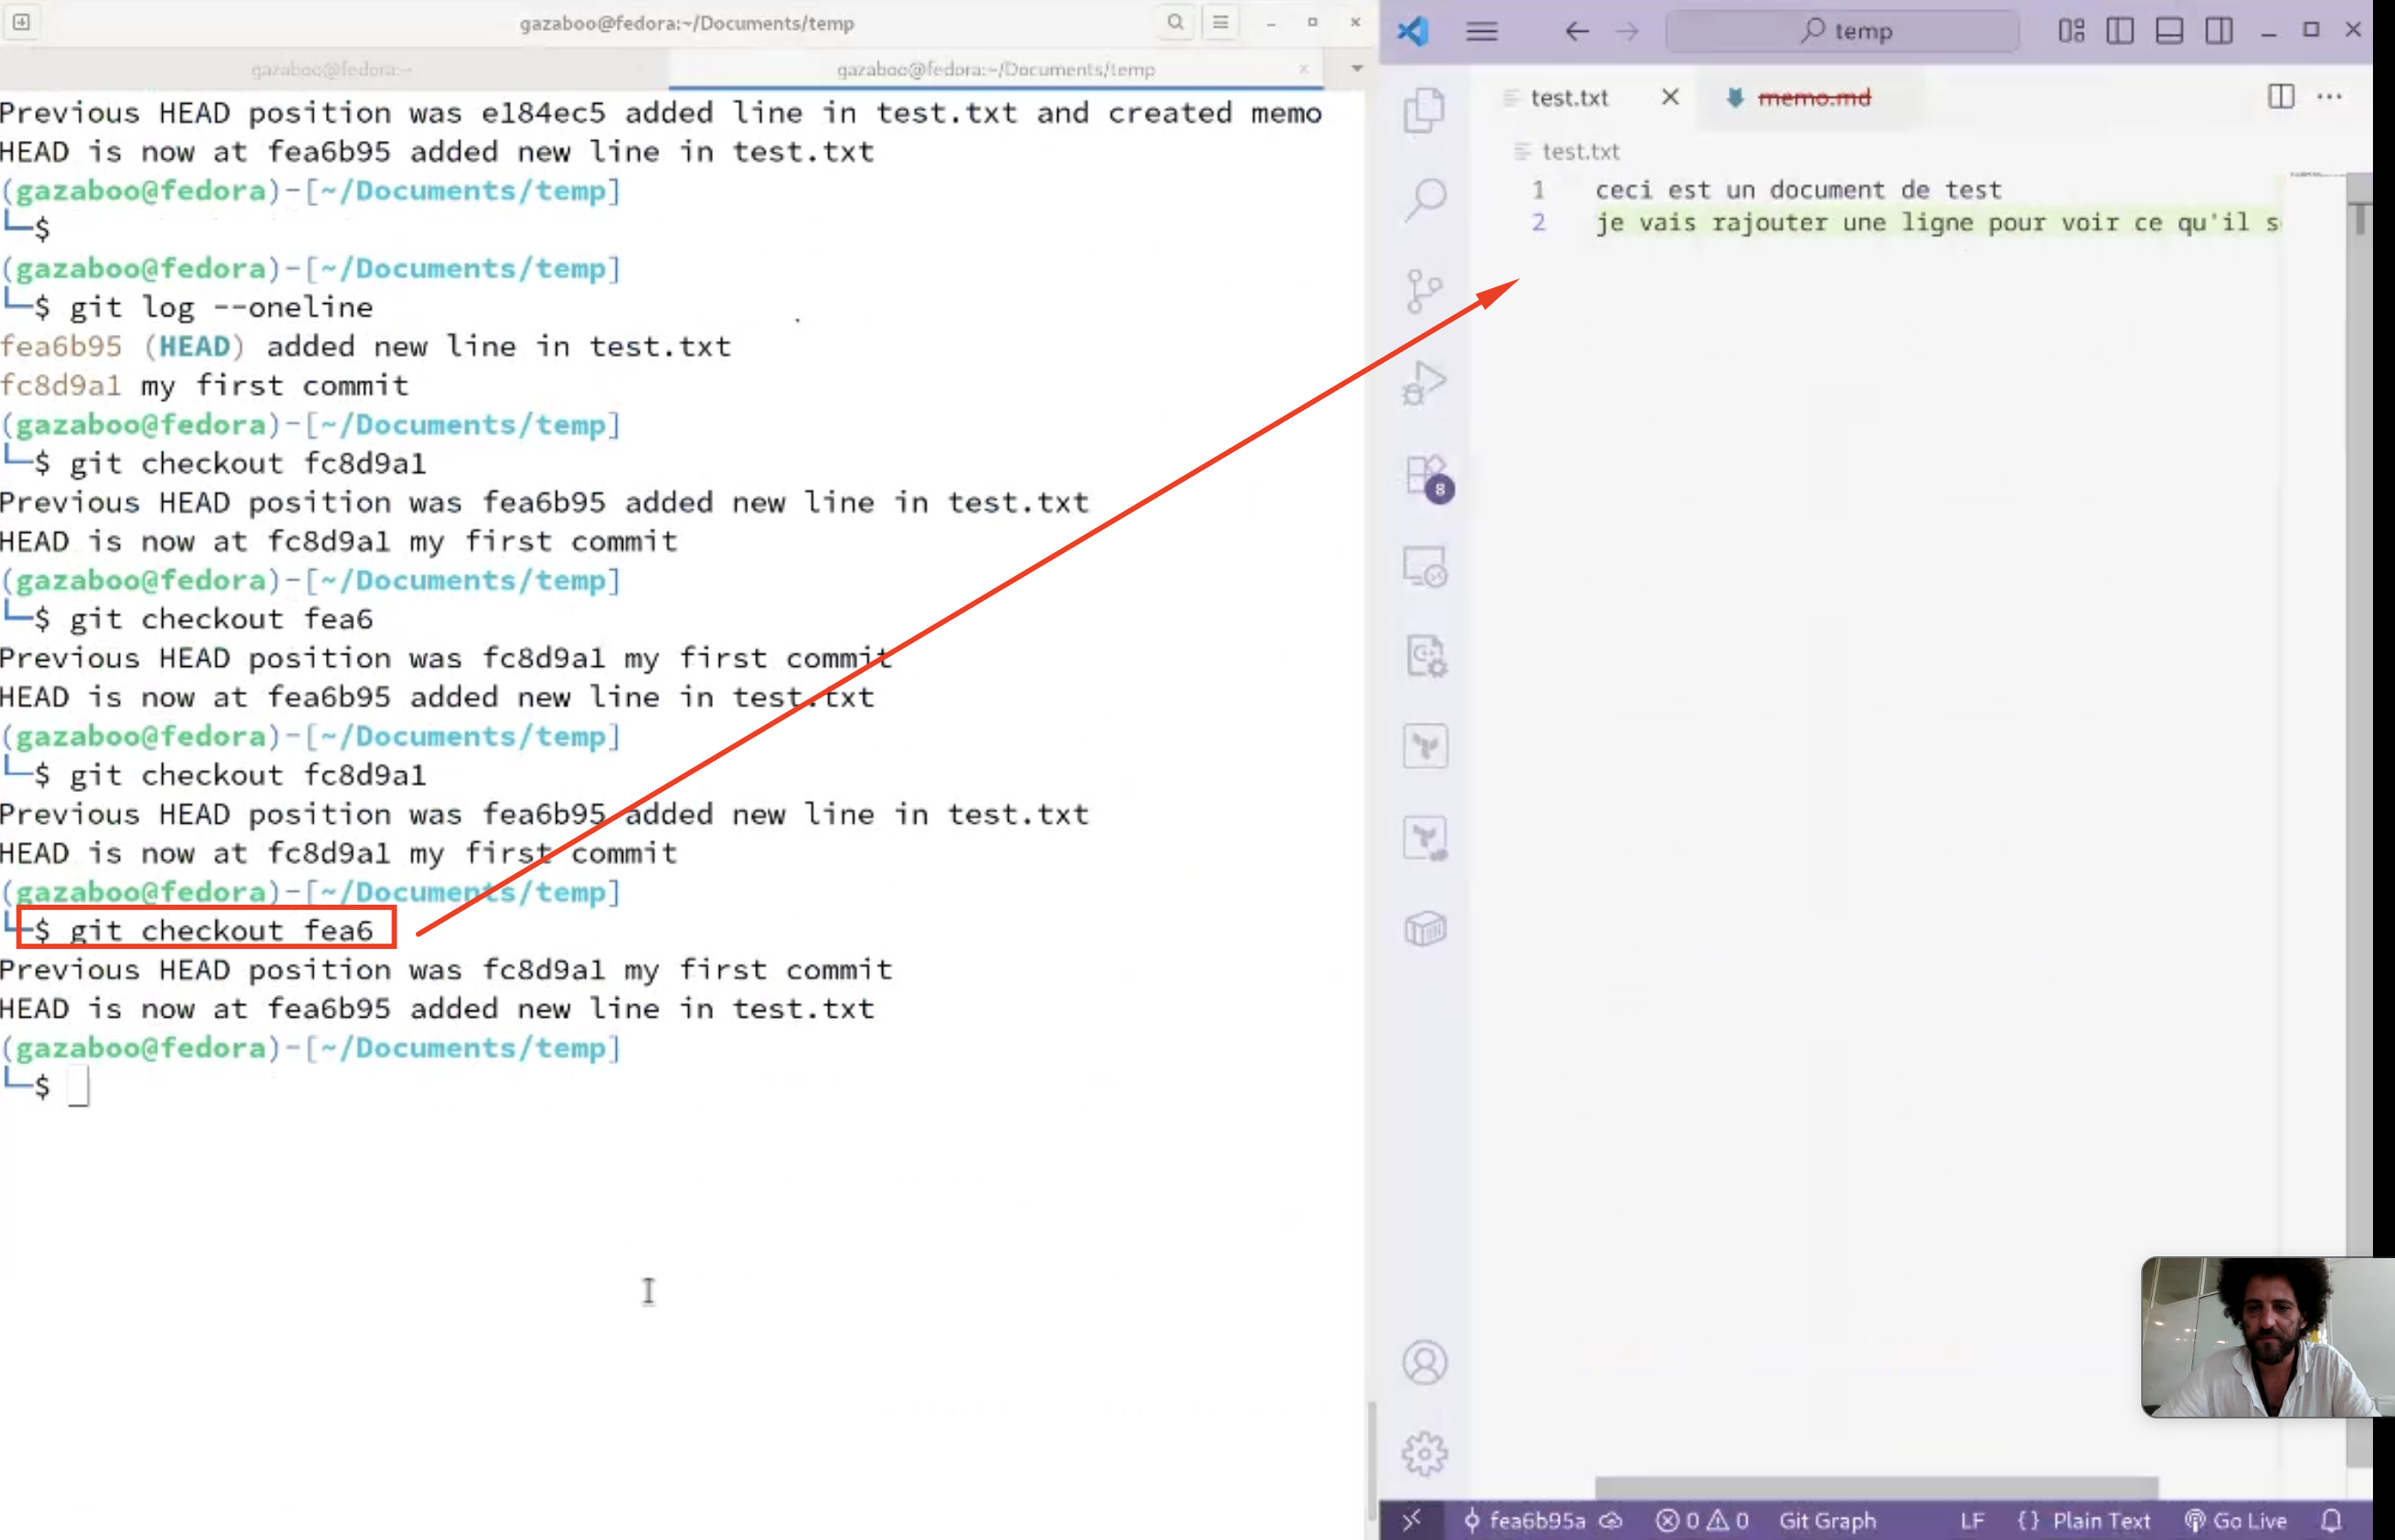 gazaboo@fedora:~/Documents/temp
gazaboo@fedora:~
gazaboo@fedora:~/Documents/temp
Previous HEAD position was e184ec5 added line in test.txt and created memo
HEAD is now at fea6b95 added new line in test.txt
(gazaboo@fedora)-[~/Documents/temp]
└─$
(gazaboo@fedora)-[~/Documents/temp]
└─$ git log --oneline
fea6b95 (HEAD) added new line in test.txt
fc8d9a1 my first commit
(gazaboo@fedora)-[~/Documents/temp]
└─$ git checkout fc8d9a1
Previous HEAD position was fea6b95 added new line in test.txt
HEAD is now at fc8d9a1 my first commit
(gazaboo@fedora)-[~/Documents/temp]
└─$ git checkout fea6
Previous HEAD position was fc8d9a1 my first commit
HEAD is now at fea6b95 added new line in test.txt
(gazaboo@fedora)-[~/Documents/temp]
└─$ git checkout fc8d9a1
Previous HEAD position was fea6b95 added new line in test.txt
HEAD is now at fc8d9a1 my first commit
(gazaboo@fedora)-[~/Documents/temp]
└─$ git checkout fea6
Previous HEAD position was fc8d9a1 my first commit
HEAD is now at fea6b95 added new line in test.txt
(gazaboo@fedora)-[~/Documents/temp]
└─$
temp
test.txt
memo.md
test.txt
1 ceci est un document de test
2 je vais rajouter une ligne pour voir ce qu'il s
8
fea6b95a 0 0 Git Graph LF {} Plain Text Go Live